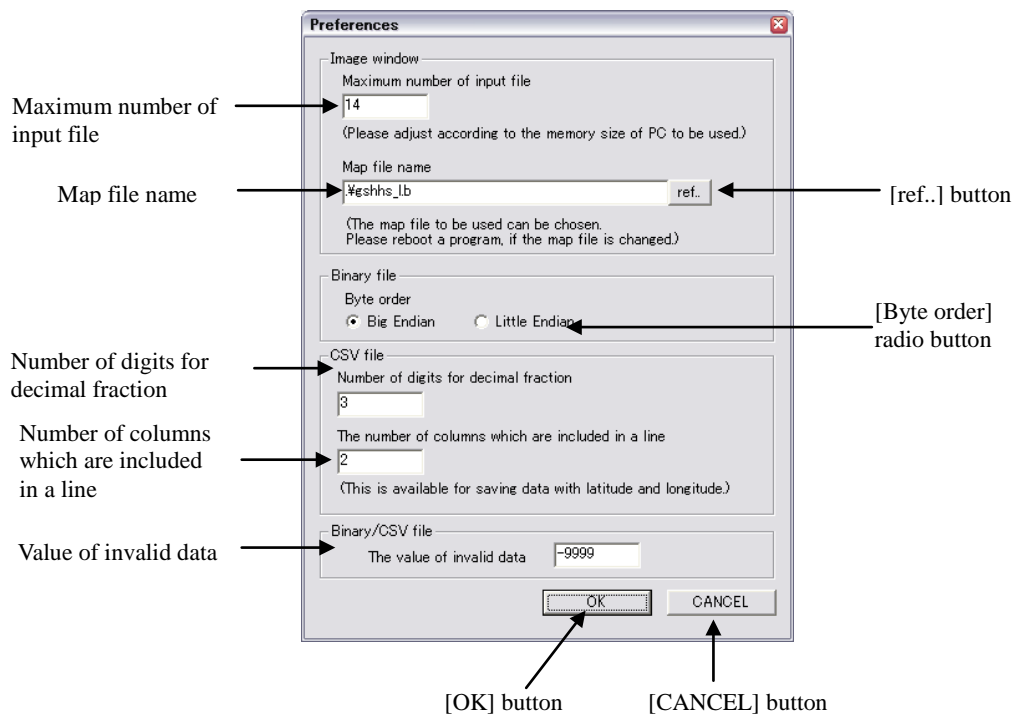 Preferences
Image window
Maximum number of input file
Maximum number of
input file
14
(Please adjust according to the memory size of PC to be used.)
Map file name
Map file name
.¥gshhs_l.b
ref..
[ref..] button
(The map file to be used can be chosen.
Please reboot a program, if the map file is changed.)
Binary file
Byte order
Big Endian
Little Endian
[Byte order]
radio button
CSV file
Number of digits for
decimal fraction
Number of digits for decimal fraction
3
Number of columns
which are included
in a line
The number of columns which are included in a line
2
(This is available for saving data with latitude and longitude.)
Binary/CSV file
Value of invalid data
The value of invalid data
-9999
OK
CANCEL
[OK] button
[CANCEL] button